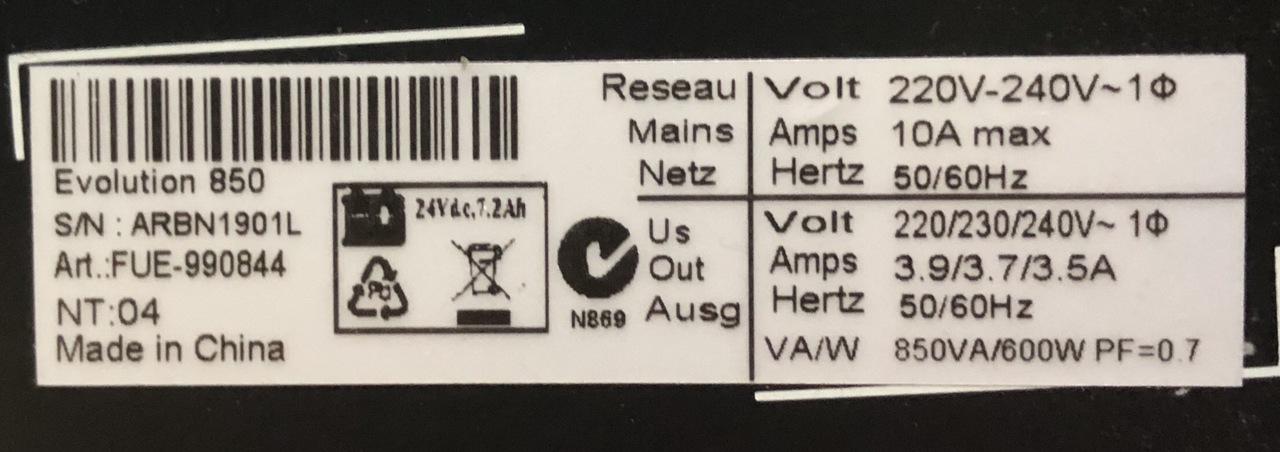 Evolution 850
S/N : ARBN1901L
Art.:FUE-990844
NT:04
Made in China
24Vd.c,7.2Ah
Pb
N869
Reseau
Mains
Netz
Volt 220V-240V~1Φ
Amps 10A max
Hertz 50/60Hz
Us
Out
Ausg
Volt 220/230/240V~ 1Φ
Amps 3.9/3.7/3.5A
Hertz 50/60Hz
VA/W 850VA/600W PF=0.7